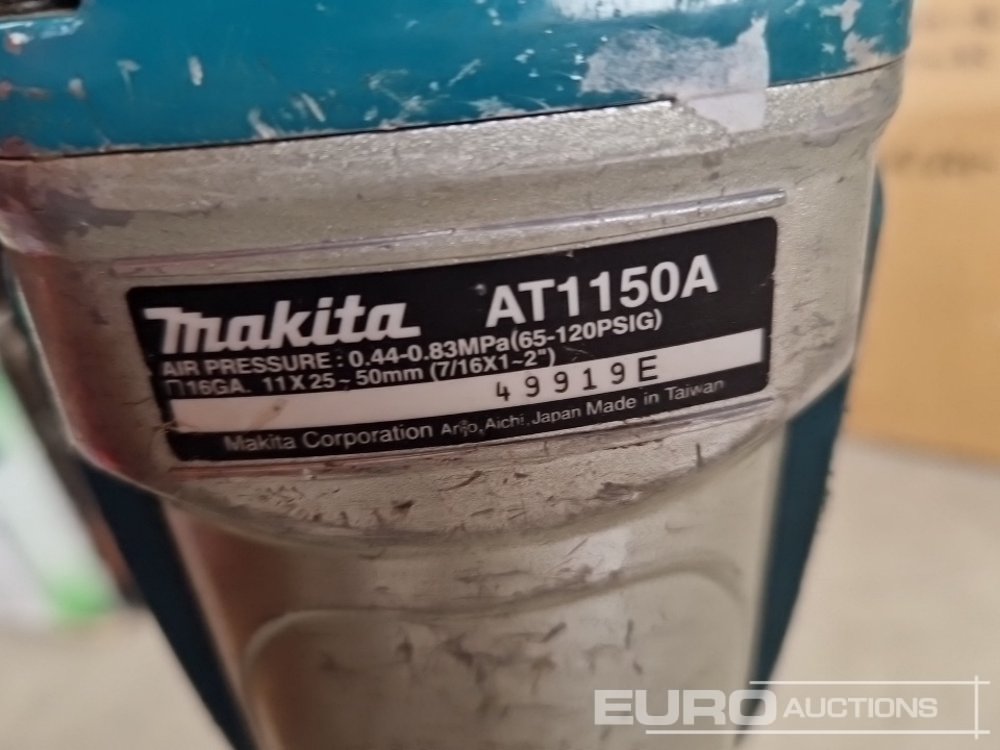 makita AT1150A
AIR PRESSURE : 0.44-0.83MPa(65-120PSIG)
16GA. 11X25~50mm (7/16X1~2")
49919E
Makita Corporation Anjo, Aichi, Japan Made in Taiwan
EURO AUCTIONS